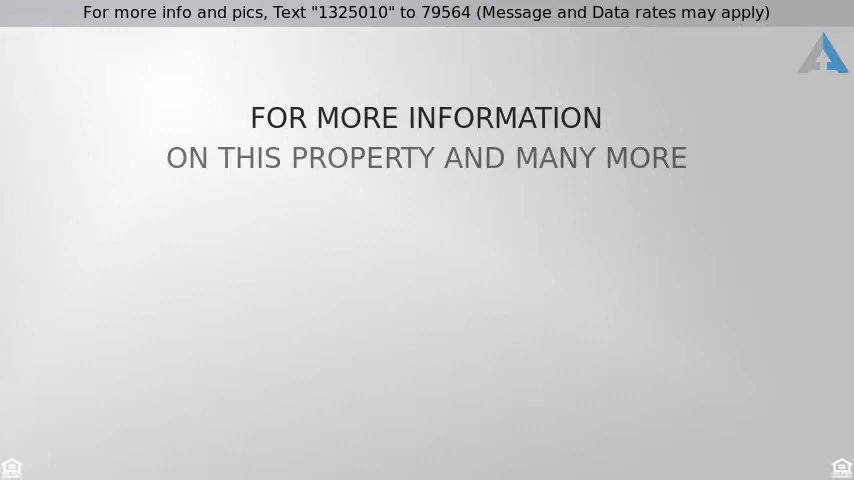 For more info and pics, Text "1325010" to 79564 (Message and Data rates may apply)
FOR MORE INFORMATION
ON THIS PROPERTY AND MANY MORE